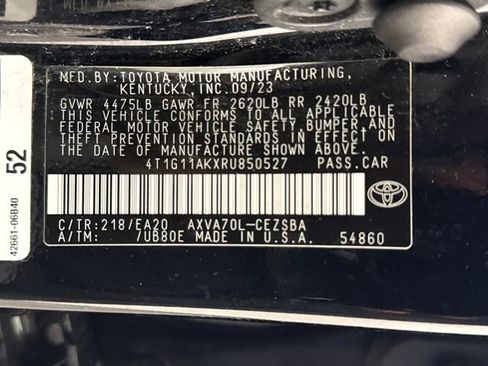 MFD.BY:TOYOTA MOTOR MANUFACTURING,
KENTUCKY, INC.09/23
GVWR 4475LB GAWR FR 2620LB RR 2420LB
THIS VEHICLE CONFORMS TO ALL APPLICABLE
FEDERAL MOTOR VEHICLE SAFETY,BUMPER,AND
THEFT PREVENTION STANDARDS IN EFFECT ON
THE DATE OF MANUFACTURE SHOWN ABOVE.
4T1G11AKXRU850527 PASS.CAR
C/TR:218/EA20 AXVA70L-CEZSBA
A/TM: /UB80E MADE IN U.S.A. 54860
TOYOTA
52
42661-06B40